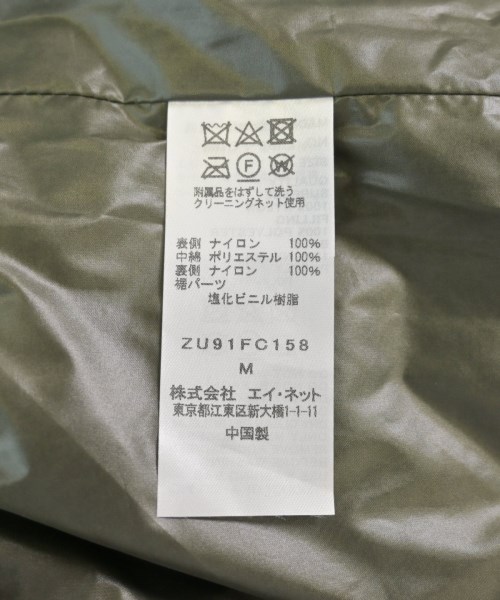 附属品をはずして洗う
クリーニングネット使用
表側 ナイロン 100%
中綿 ポリエステル 100%
裏側 ナイロン 100%
裾パーツ
塩化ビニル樹脂
ZU91FC158
M
株式会社 エイ・ネット
東京都江東区新大橋1-1-11
中国製